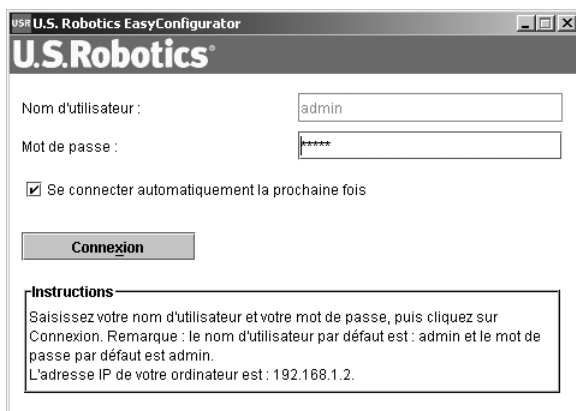 USR U.S. Robotics EasyConfigurator
U.S.Robotics®
Nom d'utilisateur :
admin
Mot de passe :
*****
Se connecter automatiquement la prochaine fois
Connexion
Instructions
Saisissez votre nom d'utilisateur et votre mot de passe, puis cliquez sur
Connexion. Remarque : le nom d'utilisateur par défaut est : admin et le mot de
passe par défaut est admin.
L'adresse IP de votre ordinateur est : 192.168.1.2.